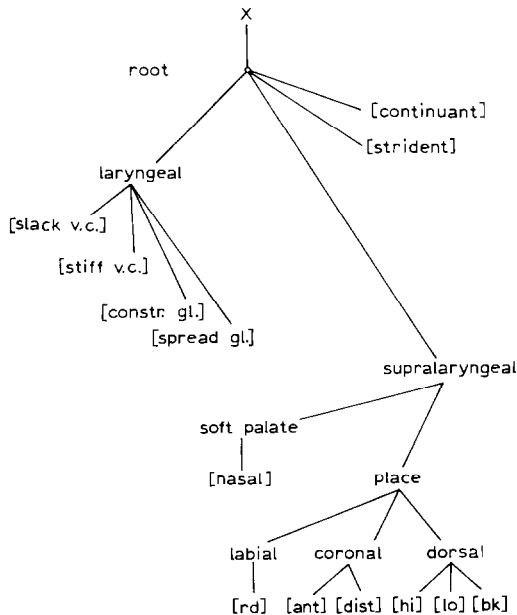 X
root
[continuant]
[strident]
laryngeal
[slack v.c.]
[stiff v.c.]
[constr. gl.]
[spread gl.]
supralaryngeal
soft palate
[nasal] place
labial coronal dorsal
[rd] [ant] [dist] [hi] [lo] [bk]